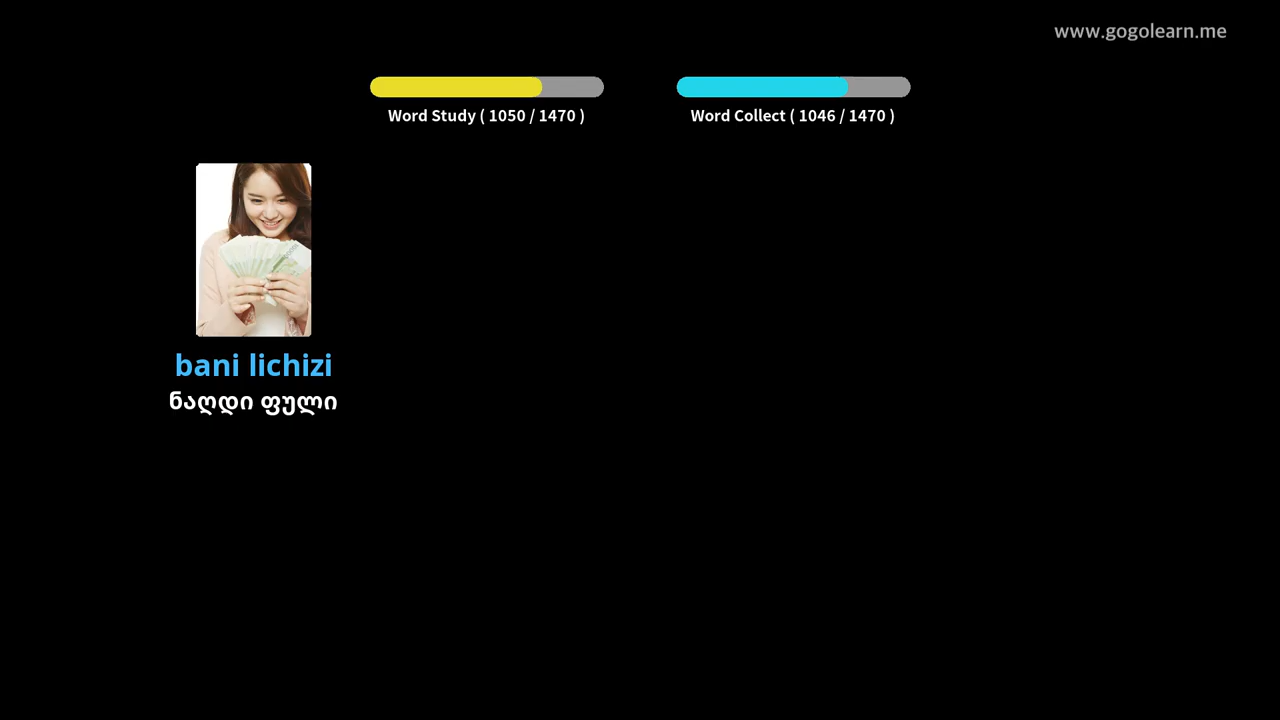 www.gogolearn.me
Word Study ( 1050 / 1470 )
Word Collect ( 1046 / 1470 )
bani lichizi
ნაღდი ფული